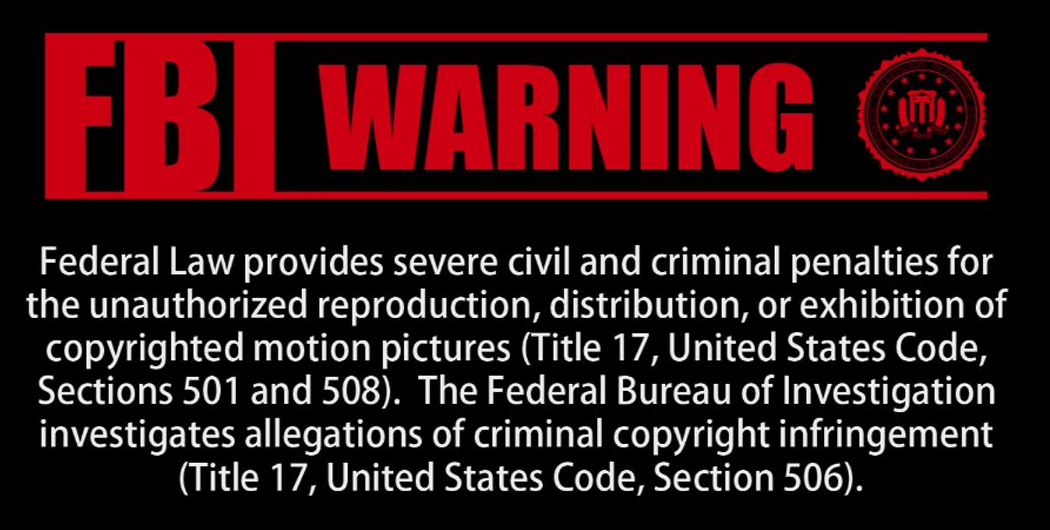 FBI WARNING
Federal Law provides severe civil and criminal penalties for
the unauthorized reproduction, distribution, or exhibition of
copyrighted motion pictures (Title 17, United States Code,
Sections 501 and 508).  The Federal Bureau of Investigation
investigates allegations of criminal copyright infringement
(Title 17, United States Code, Section 506).